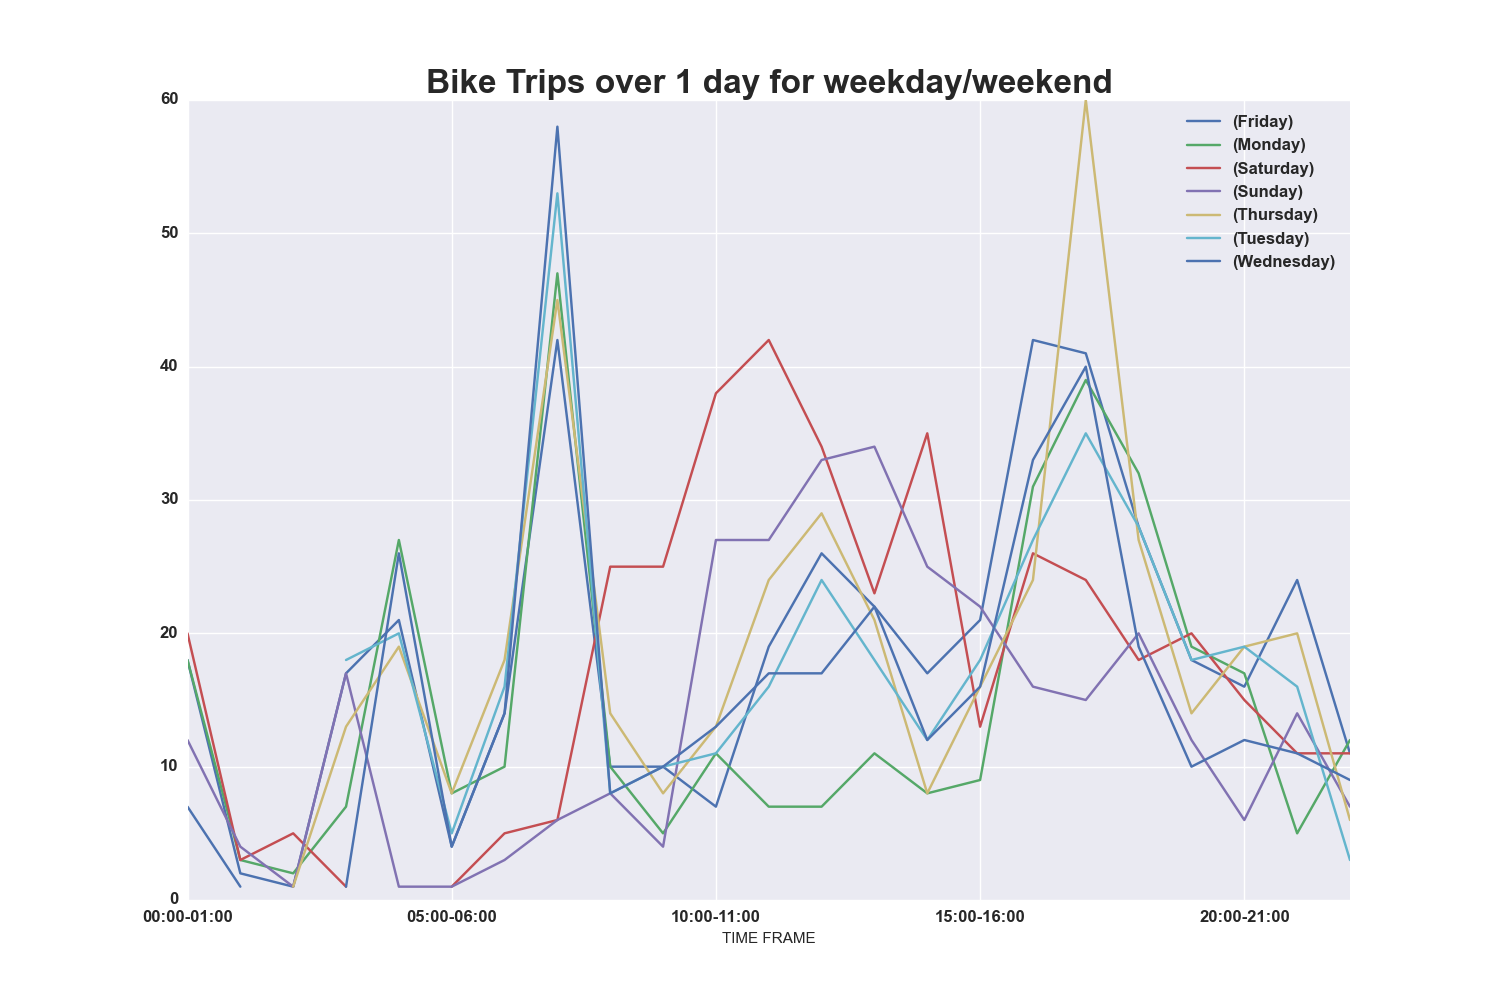 Bike Trips over 1 day for weekday/weekend
60
50
40
30
20
10
0
(Friday)
(Monday)
(Saturday)
(Sunday)
(Thursday)
(Tuesday)
(Wednesday)
00:00-01:00 05:00-06:00 10:00-11:00 15:00-16:00 20:00-21:00
TIME FRAME